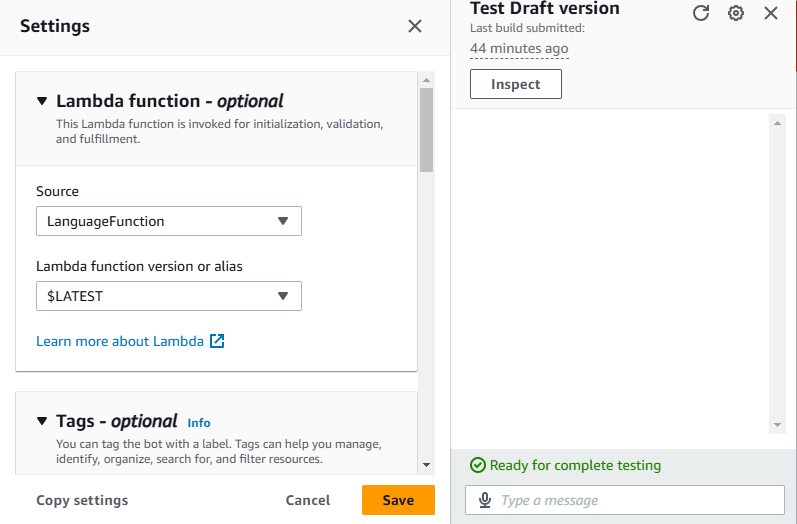 Settings
Lambda function - optional
This Lambda function is invoked for initialization, validation,
and fulfillment.
Source
LanguageFunction
Lambda function version or alias
$LATEST
Learn more about Lambda
Tags - optional Info
You can tag the bot with a label. Tags can help you manage,
identify, organize, search for, and filter resources.
Copy settings
Cancel
Save
Test Draft version
Last build submitted:
44 minutes ago
Inspect
Ready for complete testing
Type a message